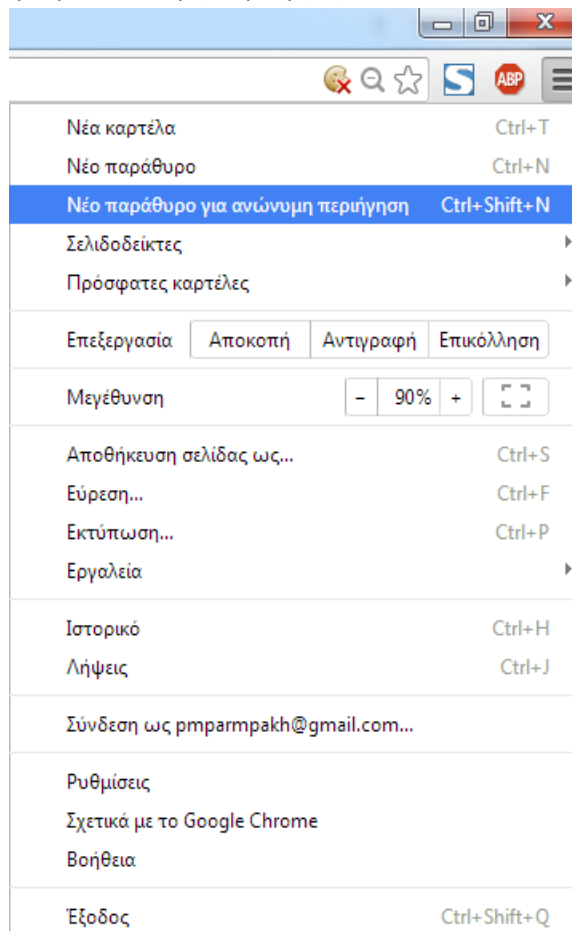 ABP
Νέα καρτέλα Ctrl+T
Νέο παράθυρο Ctrl+N
Νέο παράθυρο για ανώνυμη περιήγηση Ctrl+Shift+N
Σελιδοδείκτες
Πρόσφατες καρτέλες
Επεξεργασία Αποκοπή Αντιγραφή Επικόλληση
Μεγέθυνση - 90% +
Αποθήκευση σελίδας ως... Ctrl+S
Εύρεση... Ctrl+F
Εκτύπωση... Ctrl+P
Εργαλεία
Ιστορικό Ctrl+H
Λήψεις Ctrl+J
Σύνδεση ως pmparmpakh@gmail.com...
Ρυθμίσεις
Σχετικά με το Google Chrome
Βοήθεια
Έξοδος Ctrl+Shift+Q